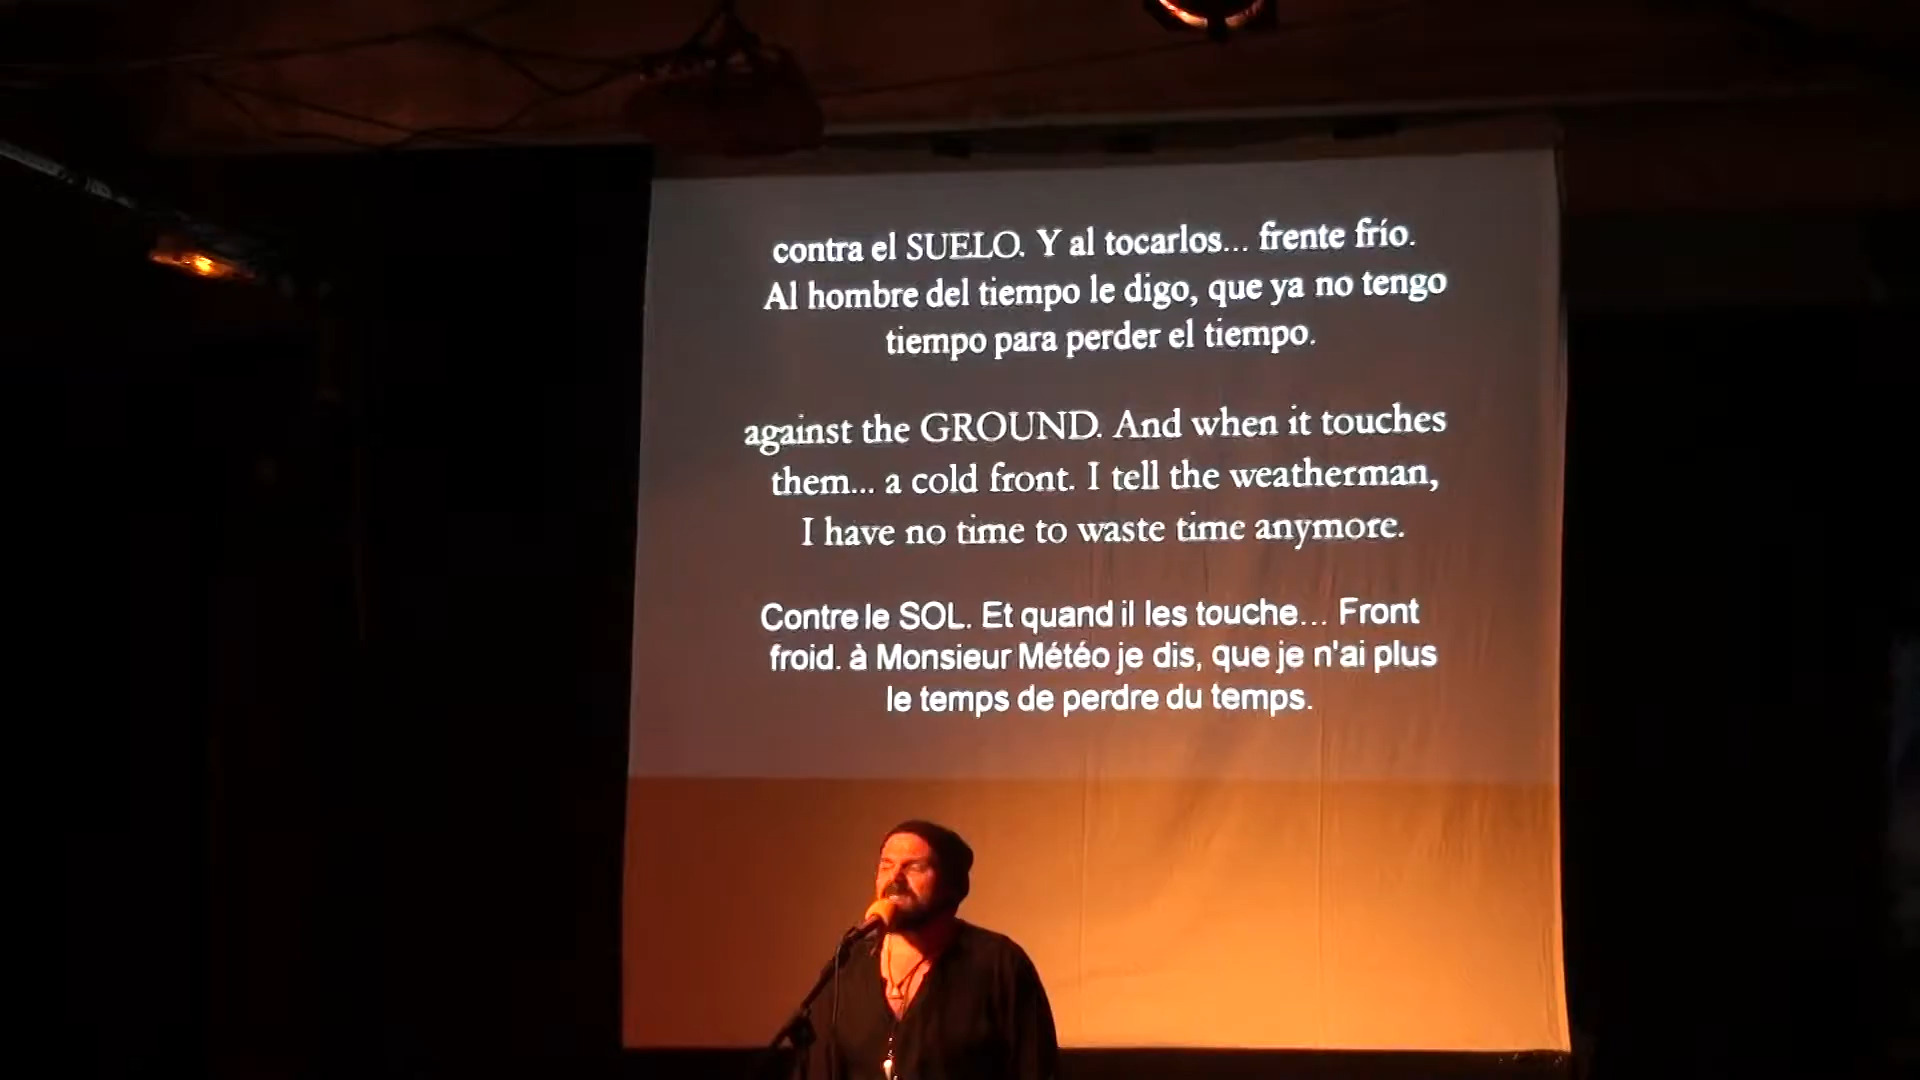 contra el SUELO. Y al tocarlos... frente frío.
Al hombre del tiempo le digo, que ya no tengo
tiempo para perder el tiempo.
against the GROUND. And when it touches
them... a cold front. I tell the weatherman,
I have no time to waste time anymore.
Contre le SOL. Et quand il les touche... Front
froid. à Monsieur Météo je dis, que je n'ai plus
le temps de perdre du temps.